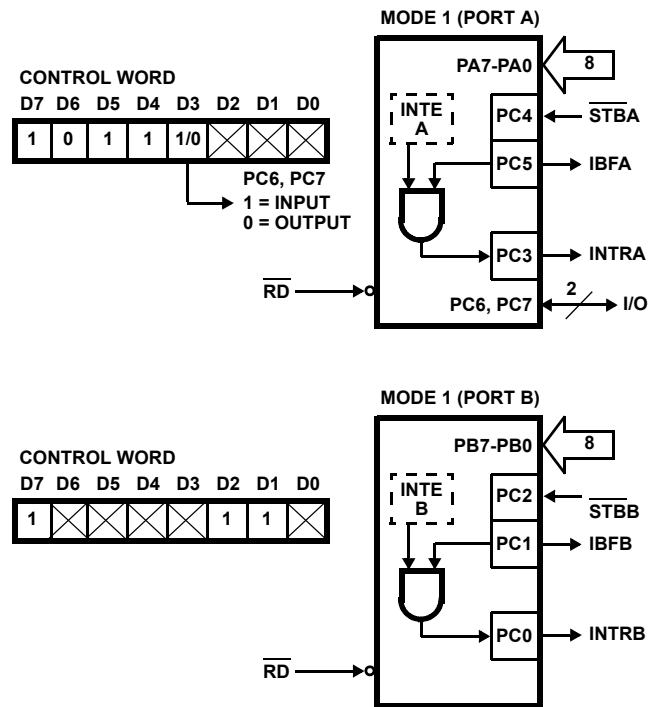 MODE 1 (PORT A)
CONTROL WORD
D7 D6 D5 D4 D3 D2 D1 D0
1 0 1 1 1/0
PC6, PC7
1 = INPUT
0 = OUTPUT
PA7-PA0
8
INTE
A
PC4
STBA
PC5
IBFA
PC3
INTRA
RD
PC6, PC7
2
I/O
MODE 1 (PORT B)
CONTROL WORD
D7 D6 D5 D4 D3 D2 D1 D0
1 1 1
PB7-PB0
8
INTE
B
PC2
STBB
PC1
IBFB
PC0
INTRB
RD